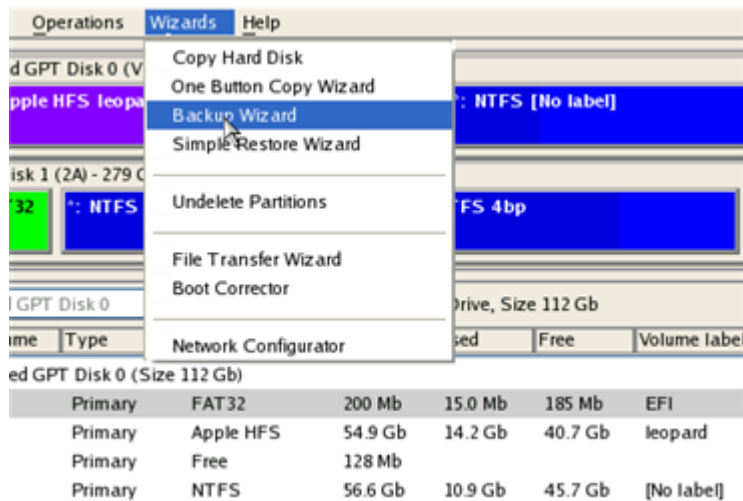 Operations Wizards Help
d GPT Disk 0 (V
Copy Hard Disk
One Button Copy Wizard
pple HFS leopa
*: NTFS [No label]
Backup Wizard
Simple Restore Wizard
isk 1 (2A) - 279 G
32 *: NTFS
Undelete Partitions
TFS 4bp
File Transfer Wizard
Boot Corrector
GPT Disk 0
Drive, Size 112 Gb
Network Configurator
ume Type sed Free Volume label
ed GPT Disk 0 (Size 112 Gb)
Primary FAT32 200 Mb 15.0 Mb 185 Mb EFI
Primary Apple HFS 54.9 Gb 14.2 Gb 40.7 Gb leopard
Primary Free 128 Mb
Primary NTFS 56.6 Gb 10.9 Gb 45.7 Gb [No label]